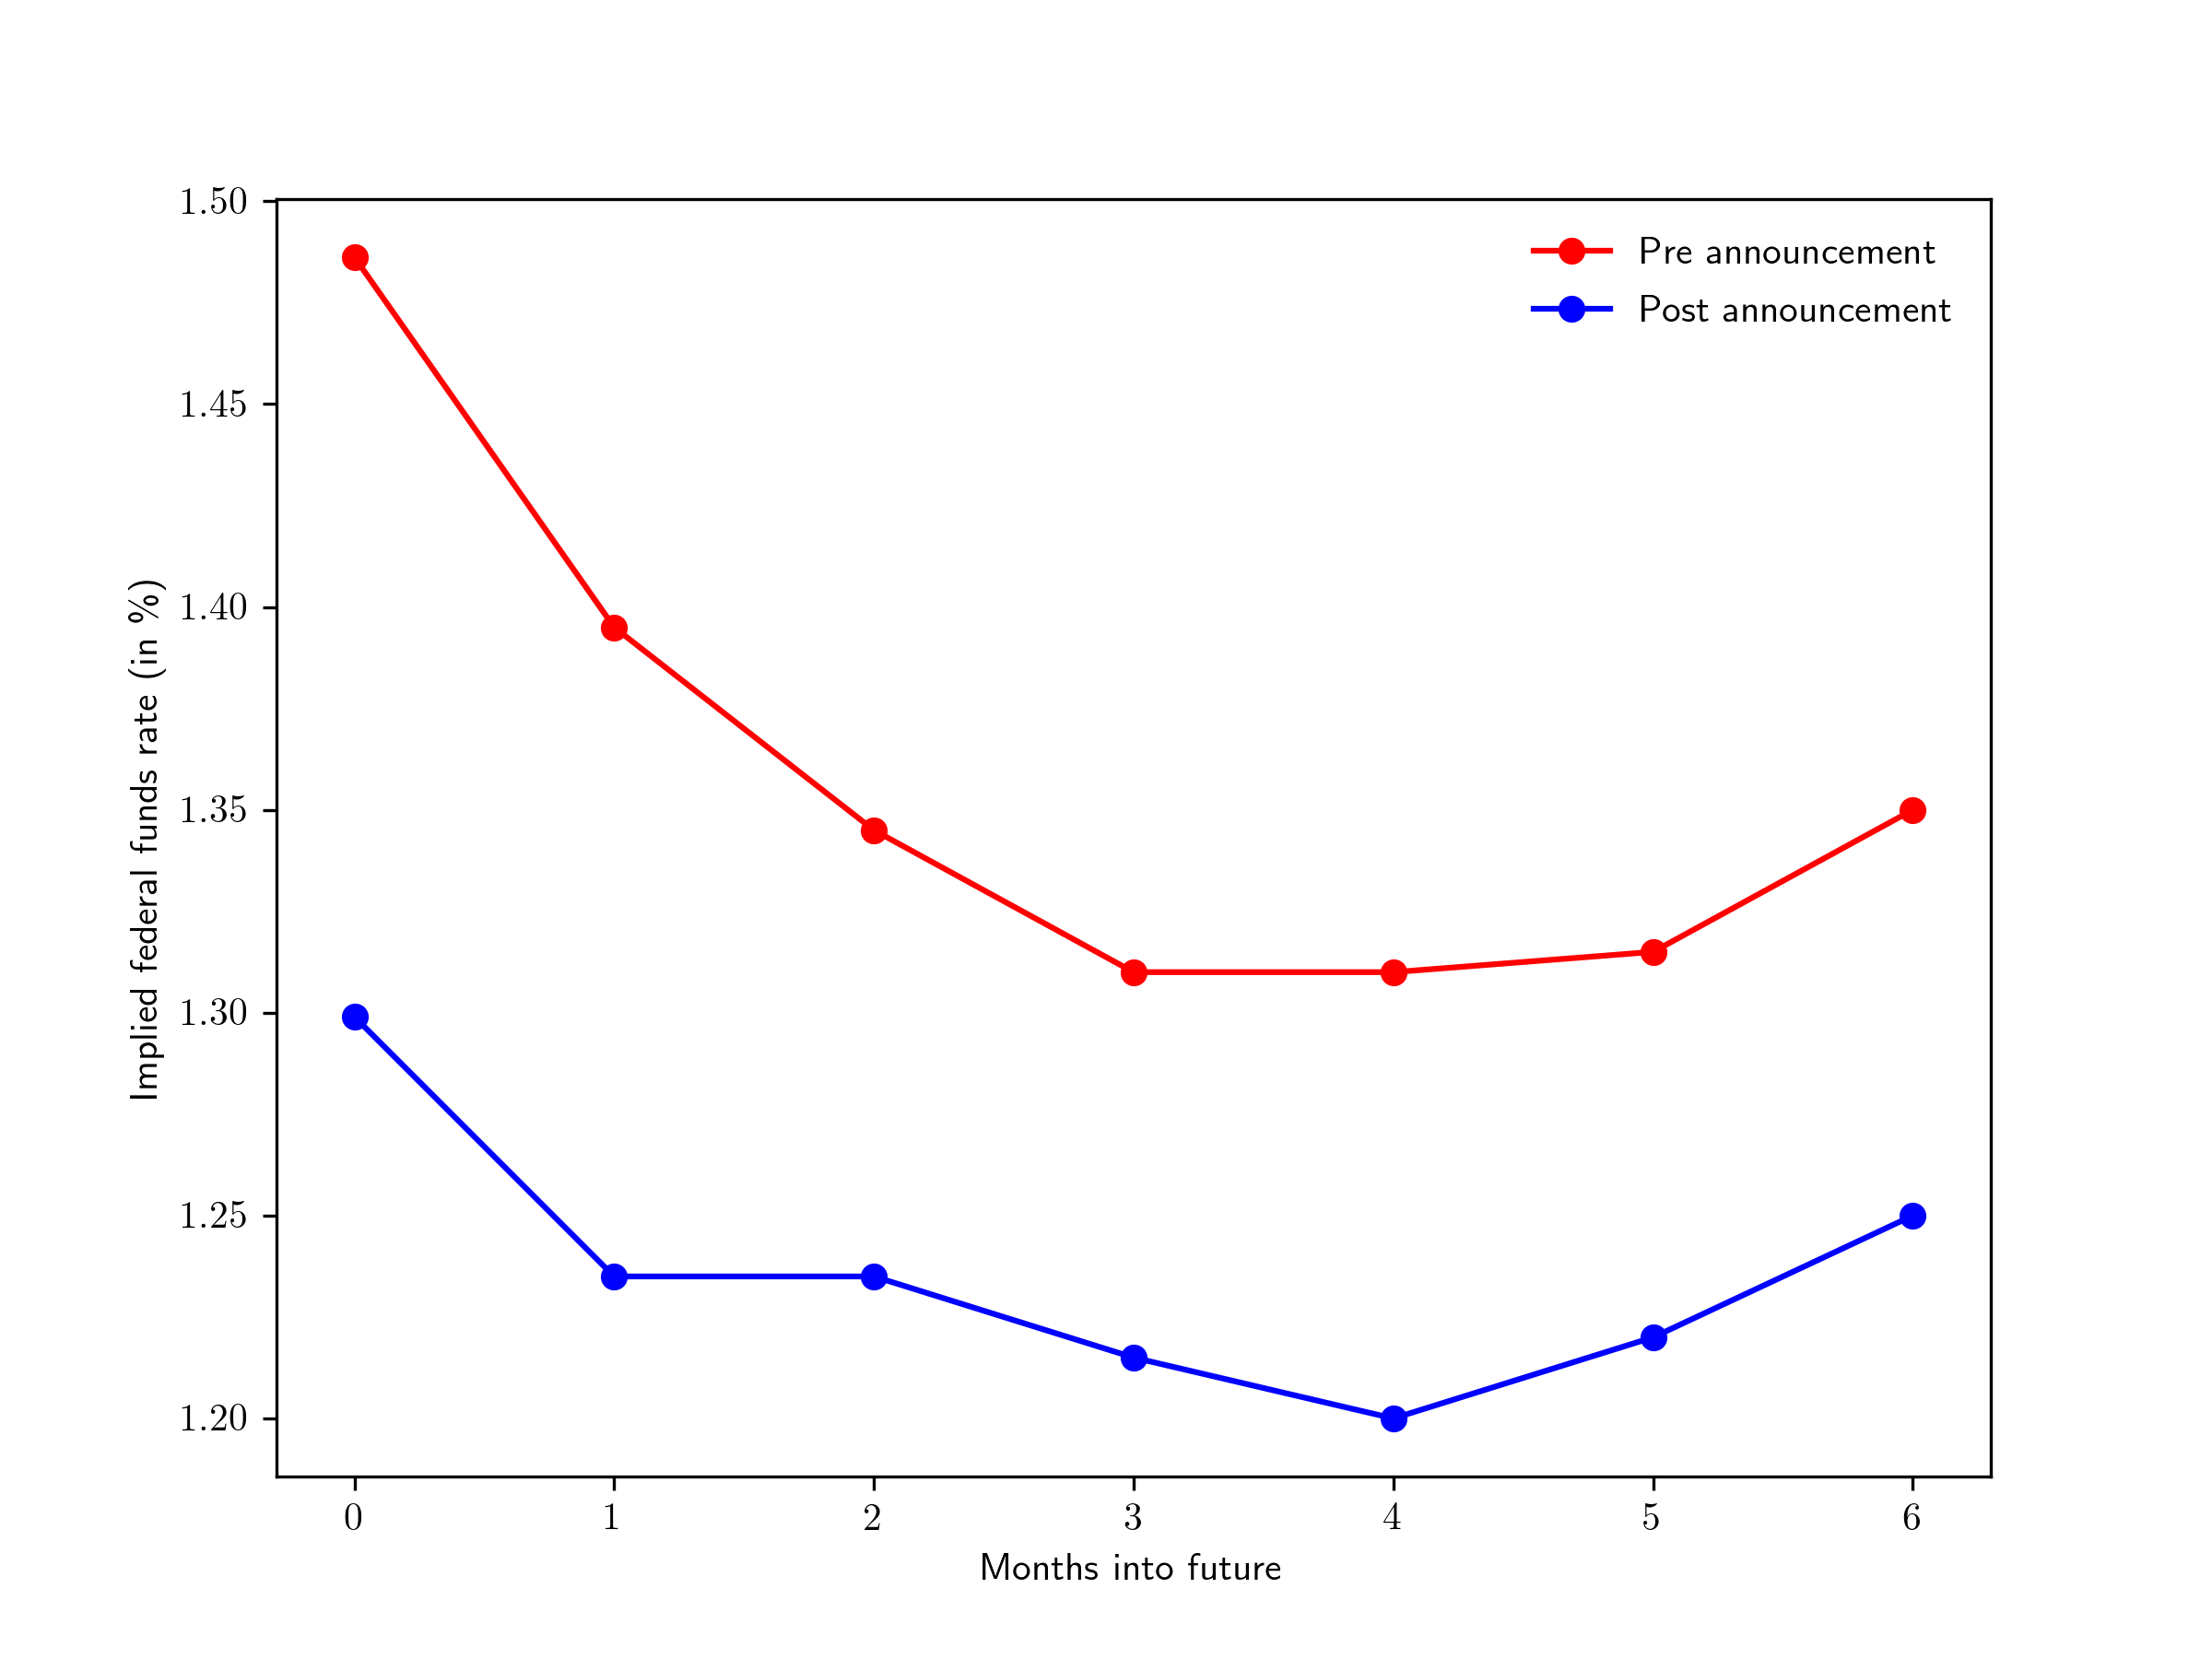 Pre announcement
Post announcement
Implied federal funds rate (in %)
1.50
1.45
1.40
1.35
1.30
1.25
1.20
0 1 2 3 4 5 6
Months into future